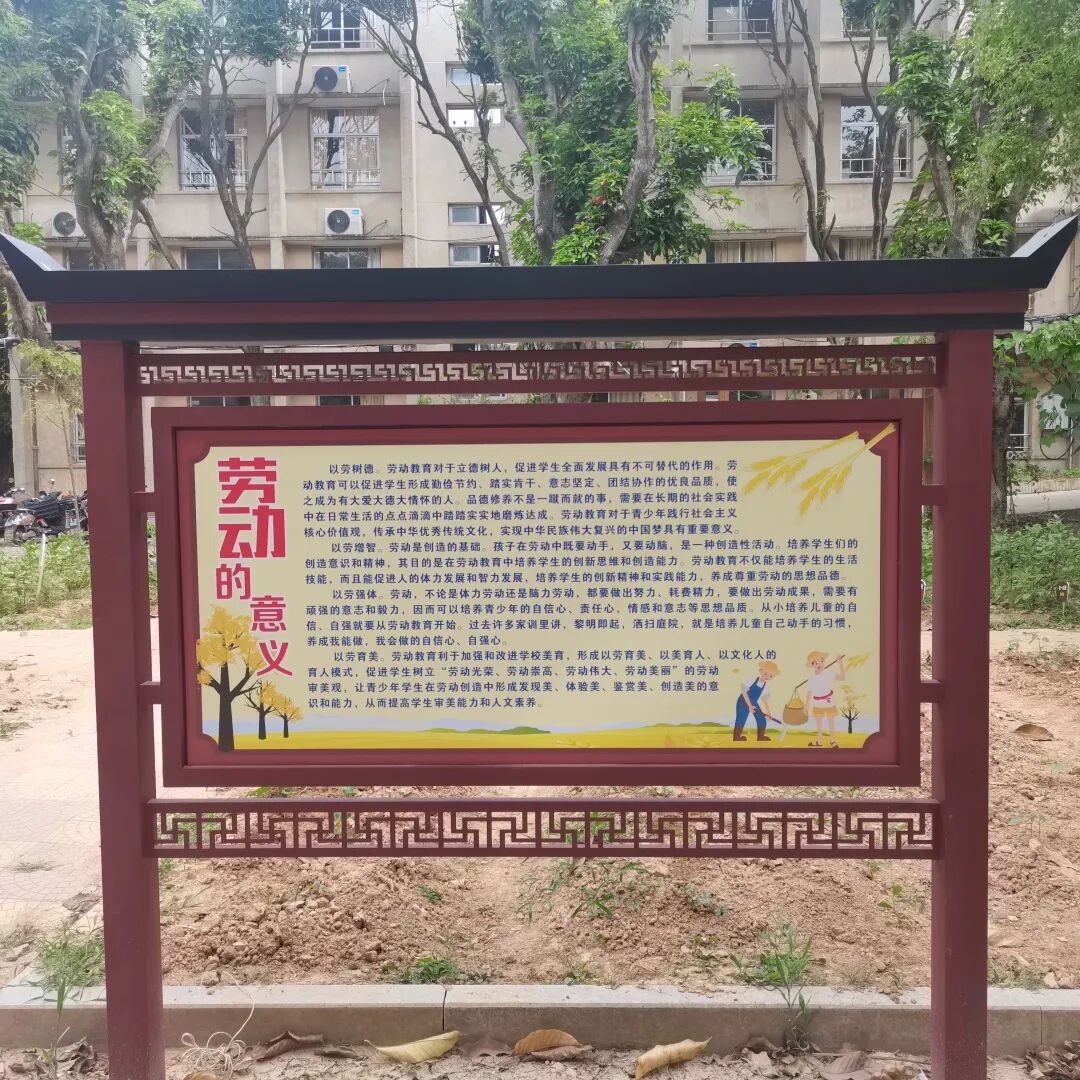 劳动的意义
以劳树德。劳动教育对于立德树人，促进学生全面发展具有不可替代的作用。劳
动教育可以促进学生形成勤俭节约、踏实肯干、意志坚定、团结协作的优良品质，使
之成为有大爱大德大情怀的人。品德修养不是一蹴而就的事，需要在长期的社会实践
中在日常生活的点点滴滴中踏踏实实地磨炼达成。劳动教育对于青少年践行社会主义
核心价值观，传承中华优秀传统文化，实现中华民族伟大复兴的中国梦具有重要意义。
以劳增智。劳动是创造的基础。孩子在劳动中既要动手，又要动脑，是一种创造性活动。培养学生们的
创造意识和精神，其目的是在劳动教育中培养学生的创新思维和创造能力。劳动教育不仅能培养学生的生活
技能，而且能促进人的体力发展和智力发展，培养学生的创新精神和实践能力，养成尊重劳动的思想品德。
以劳强体。劳动，不论是体力劳动还是脑力劳动，都要做出努力、耗费精力，要做出劳动成果，需要有
顽强的意志和毅力，因而可以培养青少年的自信心、责任心、情感和意志等思想品质。从小培养儿童的自
信、自强就要从劳动教育开始。过去许多家训里讲，黎明即起，洒扫庭院，就是培养儿童自己动手的习惯，
养成我能做，我会做的自信心、自强心。
以劳育美。劳动教育利于加强和改进学校美育，形成以劳育美、以美育人、以文化人的
育人模式，促进学生树立“劳动光荣、劳动崇高、劳动伟大、劳动美丽”的劳动
审美观，让青少年学生在劳动创造中形成发现美、体验美、鉴赏美、创造美的意
识和能力，从而提高学生审美能力和人文素养。